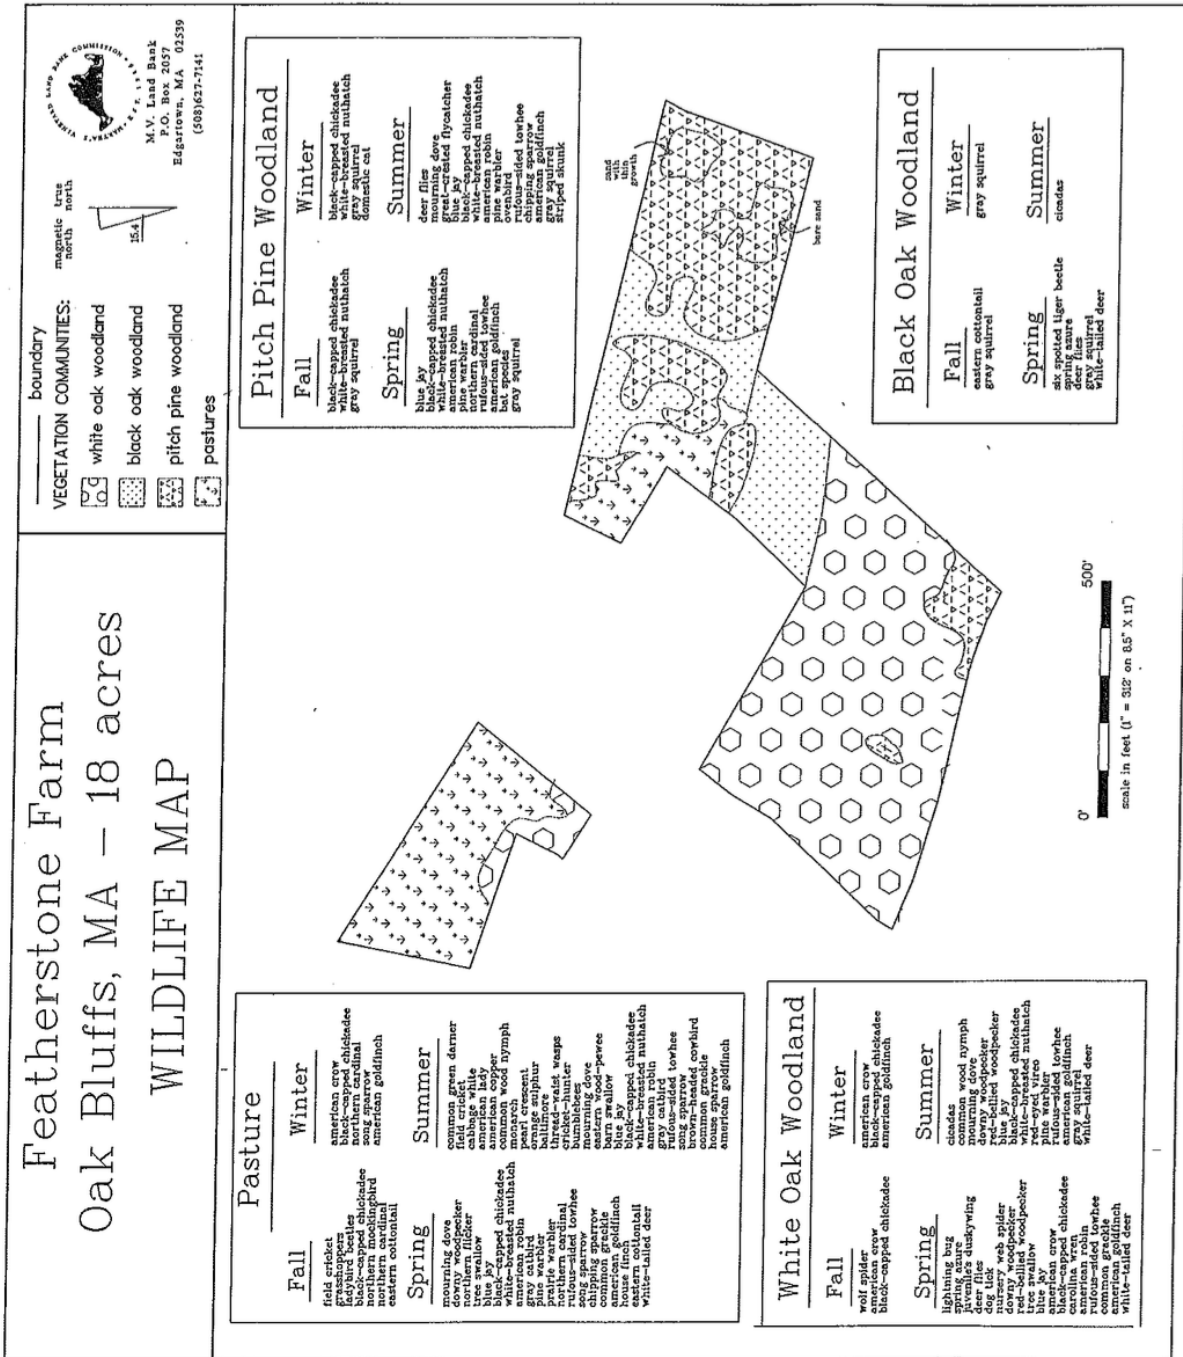 Featherstone Farm
Oak Bluffs, MA – 18 acres
WILDLIFE MAP
boundary
VEGETATION COMMUNITIES:
white oak woodland
black oak woodland
pitch pine woodland
pastures
magnetic north
true north
15.4
MARTHA'S VINEYARD LAND BANK COMMISSION
M.V. Land Bank
P.O. Box 2057
Edgartown, MA 02539
(508)627-7141
Pasture
Fall
field cricket
grasshoppers
ladybird beetles
black-capped chickadee
northern mockingbird
northern cardinal
eastern cottontail
Winter
american crow
black-capped chickadee
northern cardinal
song sparrow
american goldfinch
Spring
mourning dove
downy woodpecker
northern flicker
tree swallow
blue jay
black-capped chickadee
white-breasted nuthatch
american robin
gray catbird
pine warbler
prairie warbler
northern cardinal
rufous-sided towhee
song sparrow
chipping sparrow
common grackle
american goldfinch
house finch
eastern cottontail
white-tailed deer
Summer
common green darner
field cricket
cabbage white
american lady
american copper
common wood nymph
monarch
pearl crescent
orange sulphur
baltimore
thread-waist wasps
cricket-hunter
bumblebees
mourning dove
eastern wood-pewee
barn swallow
blue jay
black-capped chickadee
white-breasted nuthatch
american robin
gray catbird
rufous-sided towhee
song sparrow
brown-headed cowbird
common grackle
house sparrow
american goldfinch
Pitch Pine Woodland
Fall
black-capped chickadee
white-breasted nuthatch
gray squirrel
Winter
black-capped chickadee
white-breasted nuthatch
gray squirrel
domestic cat
Spring
blue jay
black-capped chickadee
white-breasted nuthatch
american robin
pine warbler
northern cardinal
rufous-sided towhee
american goldfinch
bat species
gray squirrel
Summer
deer flies
mourning dove
great-crested flycatcher
blue jay
black-capped chickadee
white-breasted nuthatch
american robin
pine warbler
ovenbird
rufous-sided towhee
chipping sparrow
american goldfinch
gray squirrel
striped skunk
sand
with
thin
growth
bare sand
White Oak Woodland
Fall
wolf spider
american crow
black-capped chickadee
Winter
american crow
black-capped chickadee
american goldfinch
Spring
lightning bug
spring azure
juvenile's duskywing
deer flies
dog tick
nursery web spider
downy woodpecker
red-bellied woodpecker
tree swallow
blue jay
american crow
black-capped chickadee
carolina wren
american robin
rufous-sided towhee
common grackle
american goldfinch
white-tailed deer
Summer
cicadas
common wood nymph
mourning dove
downy woodpecker
red-bellied woodpecker
blue jay
black-capped chickadee
white-breasted nuthatch
red-eyed vireo
pine warbler
rufous-sided towhee
american goldfinch
gray squirrel
white-tailed deer
Black Oak Woodland
Fall
eastern cottontail
gray squirrel
Winter
gray squirrel
Spring
six spotted tiger beetle
spring azure
deer flies
gray squirrel
white-tailed deer
Summer
cicadas
0'
500'
scale in feet (1" = 312' on 8.5" X 11")